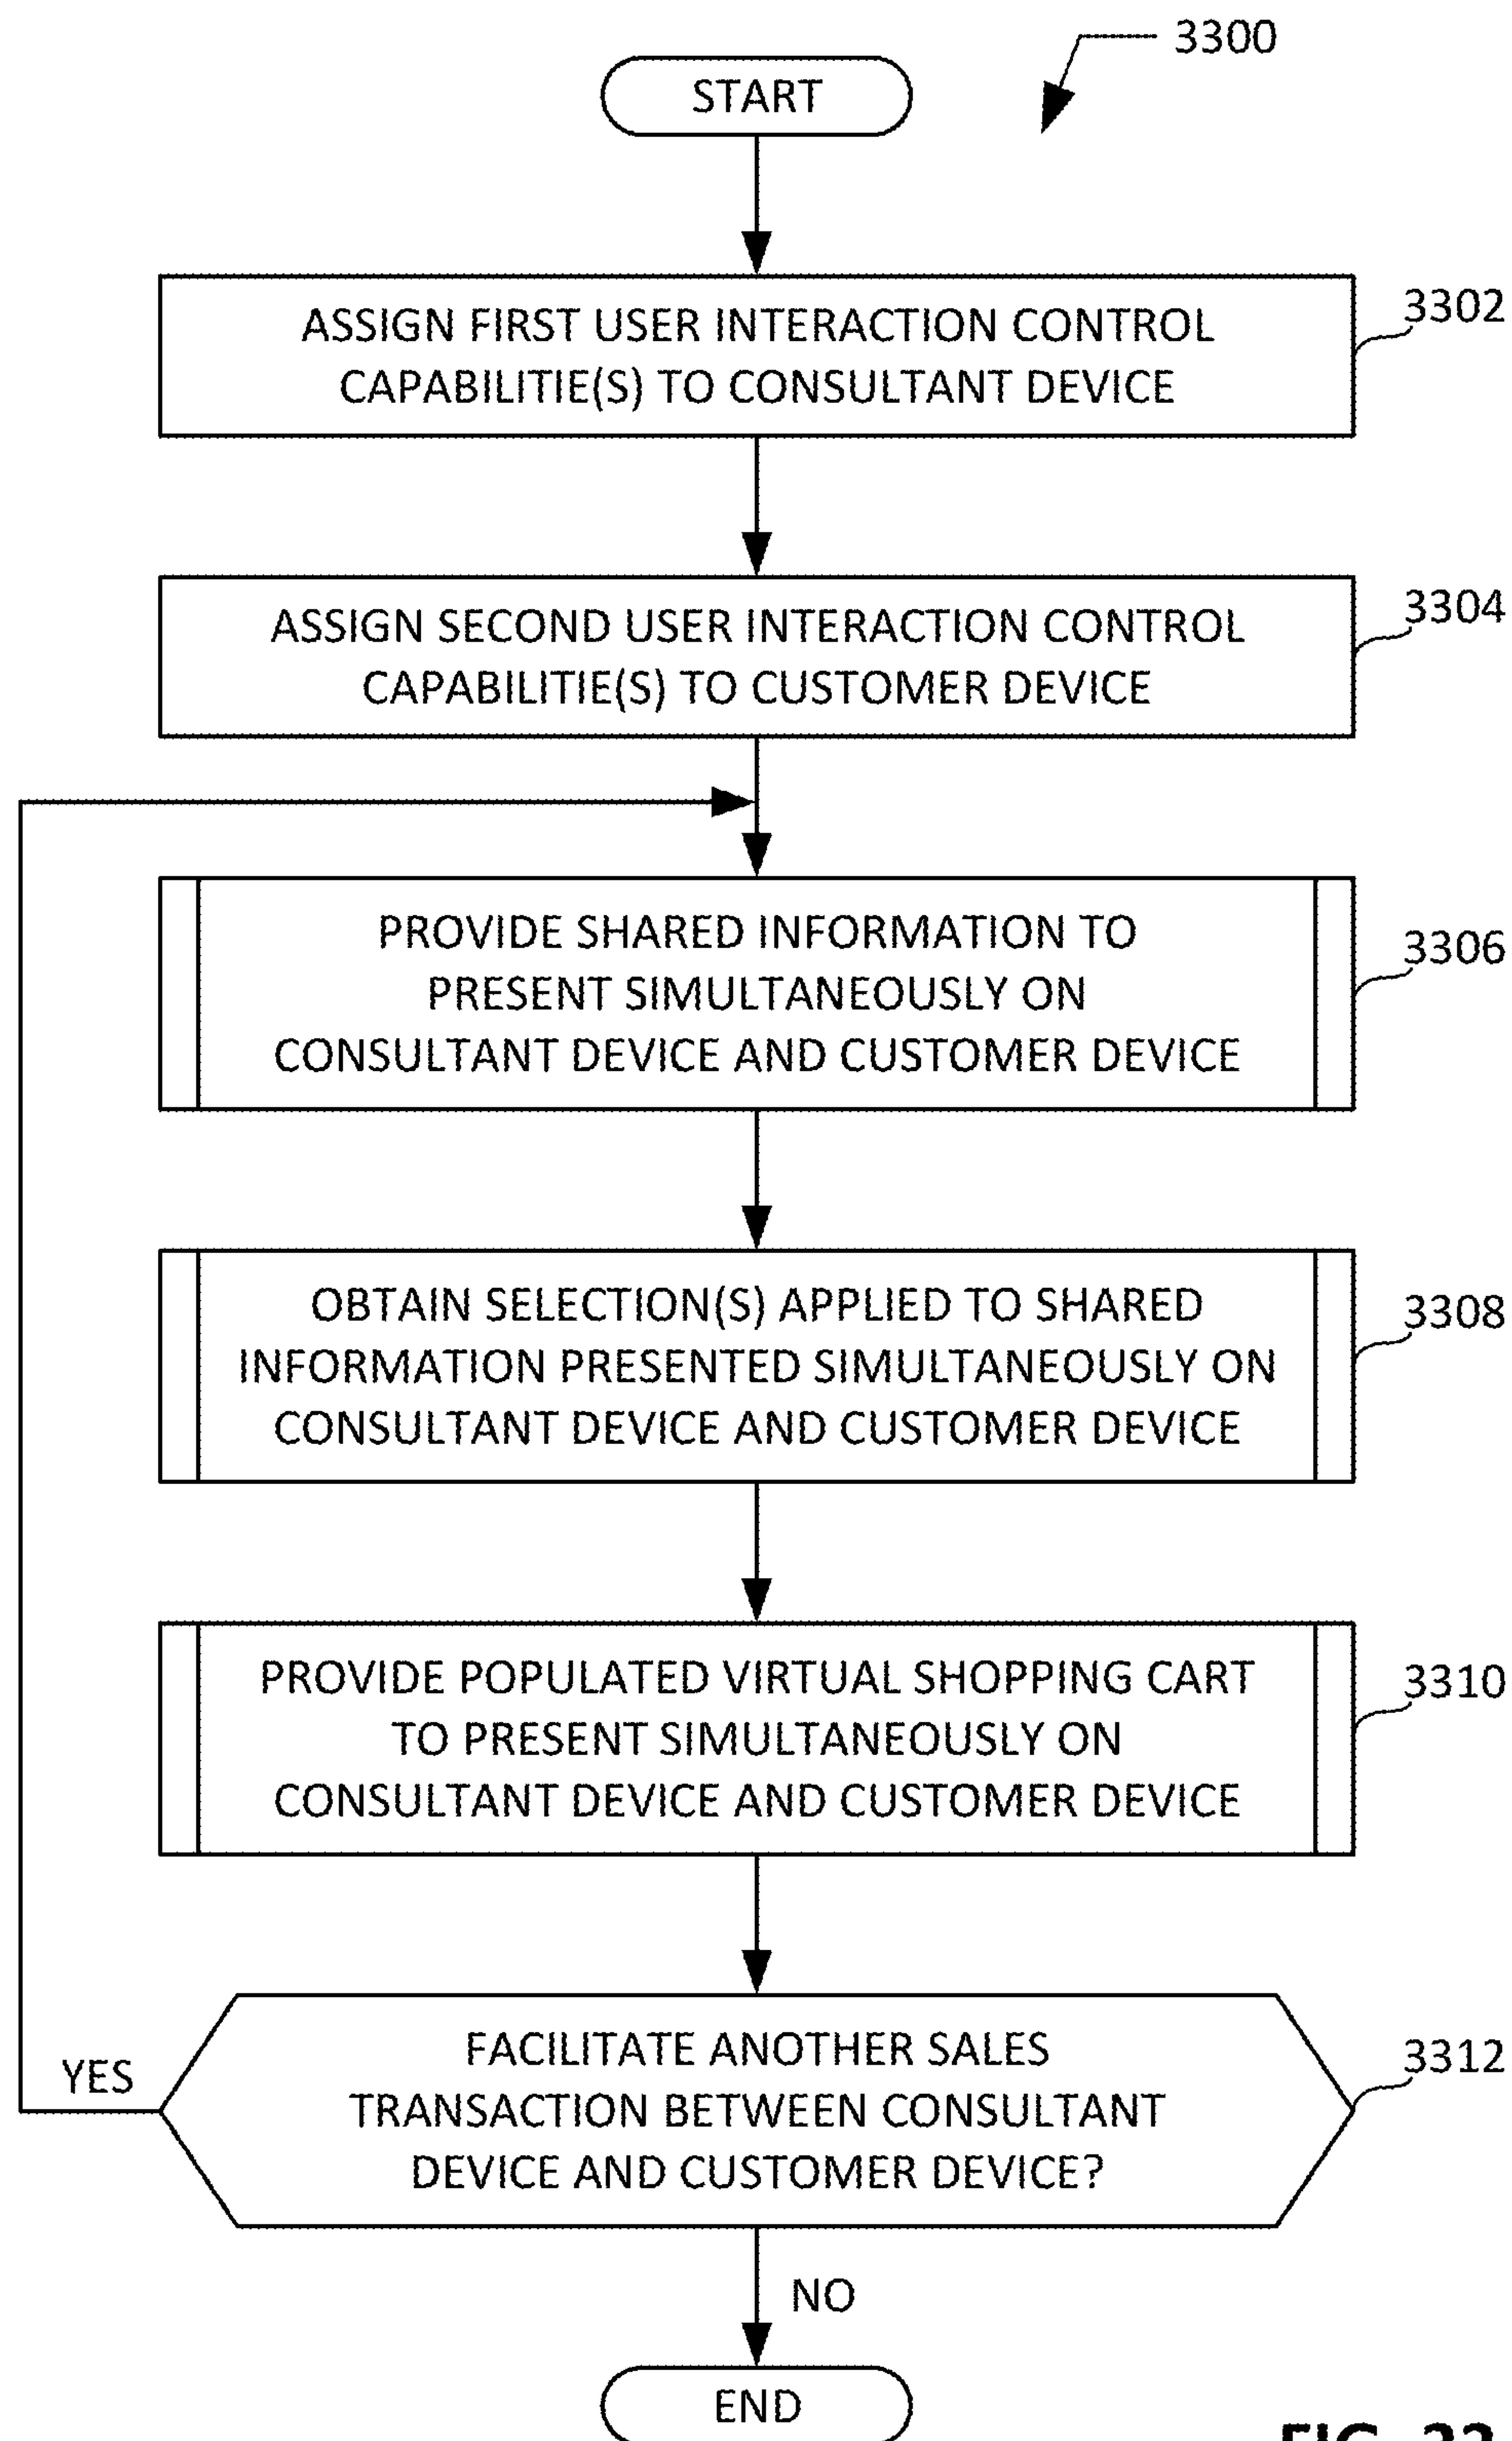 3300
START
ASSIGN FIRST USER INTERACTION CONTROL
CAPABILITIE(S) TO CONSULTANT DEVICE
3302
ASSIGN SECOND USER INTERACTION CONTROL
CAPABILITIE(S) TO CUSTOMER DEVICE
3304
PROVIDE SHARED INFORMATION TO
PRESENT SIMULTANEOUSLY ON
CONSULTANT DEVICE AND CUSTOMER DEVICE
3306
OBTAIN SELECTION(S) APPLIED TO SHARED
INFORMATION PRESENTED SIMULTANEOUSLY ON
CONSULTANT DEVICE AND CUSTOMER DEVICE
3308
PROVIDE POPULATED VIRTUAL SHOPPING CART
TO PRESENT SIMULTANEOUSLY ON
CONSULTANT DEVICE AND CUSTOMER DEVICE
3310
FACILITATE ANOTHER SALES
TRANSACTION BETWEEN CONSULTANT
DEVICE AND CUSTOMER DEVICE?
3312
YES
NO
END
FIG. 33